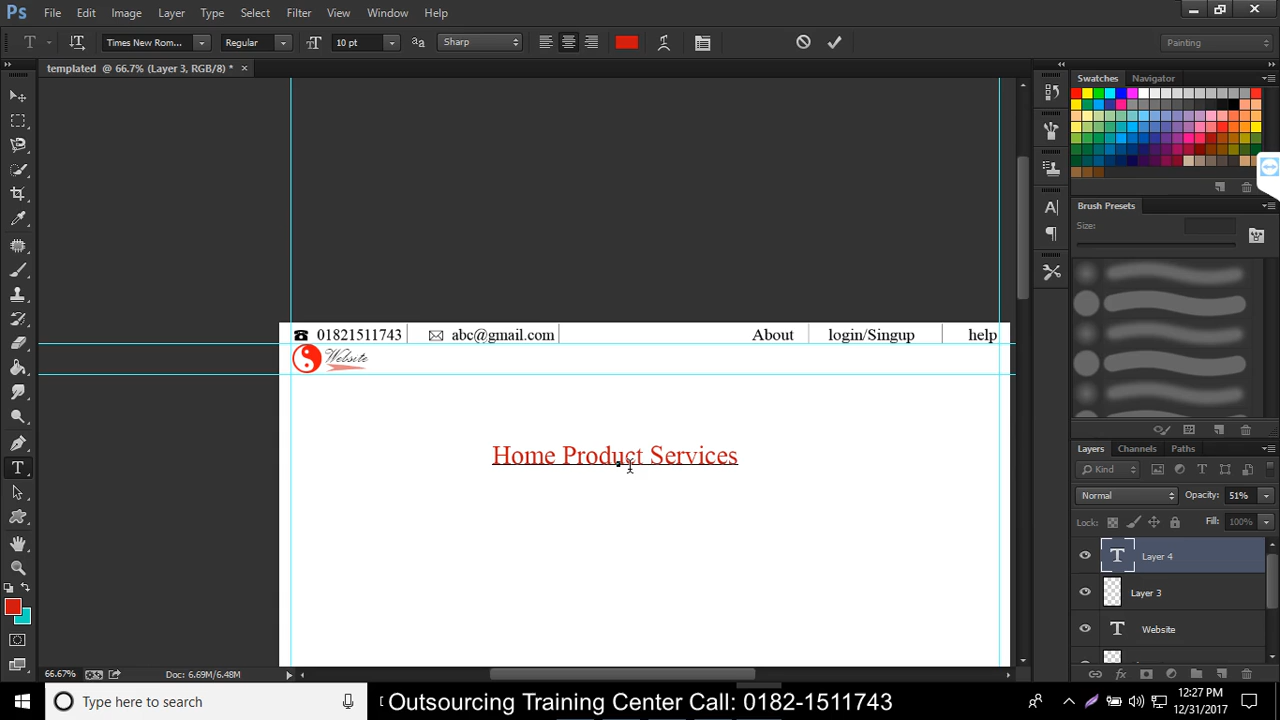 Ps File Edit Image Layer Type Select Filter View Window Help
T Times New Rom... Regular 10 pt Sharp Painting
templated @ 66.7% (Layer 3, RGB/8) *
Swatches Navigator
Brush Presets
Size:
01821511743 abc@gmail.com About login/Singup help
Website
Home Product Services
Layers Channels Paths
Kind
Normal Opacity: 51%
Lock: Fill: 100%
T Layer 4
Layer 3
T Website
66.67% Doc: 6.69M/6.48M
Type here to search
Outsourcing Training Center Call: 0182-1511743
12:27 PM
12/31/2017